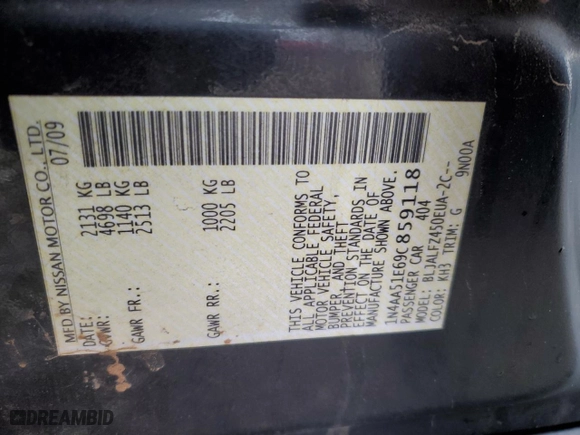 MFD BY NISSAN MOTOR CO., LTD.
DATE: 07/09
GVWR: 2131 KG
4698 LB
GAWR FR.: 1140 KG
2513 LB
GAWR RR.: 1000 KG
2205 LB
THIS VEHICLE CONFORMS TO
ALL APPLICABLE FEDERAL
MOTOR VEHICLE SAFETY,
BUMPER, AND THEFT
PREVENTION STANDARDS IN
EFFECT ON THE DATE OF
MANUFACTURE SHOWN ABOVE.
1N4AA51E69C859118
PASSENGER CAR 404
MODEL: BLJALFZ450EUA-2C--
COLOR: KH3 TRIM: G 9N00A
DREAMBID